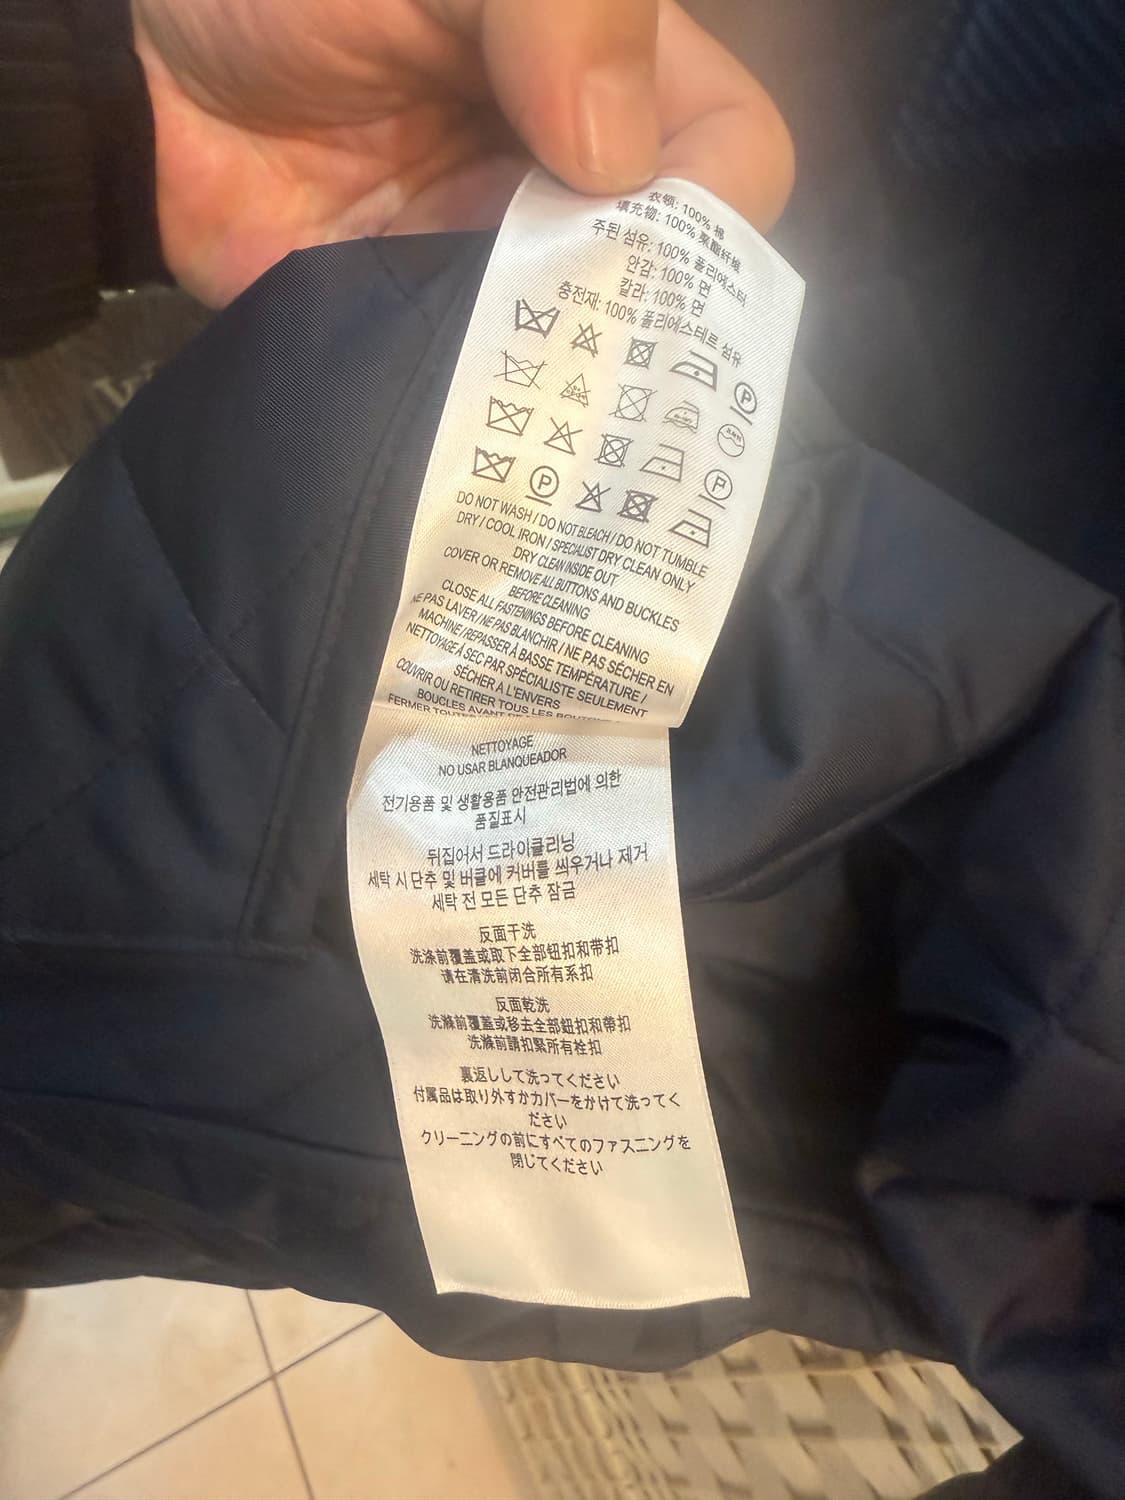 衣领: 100% 棉
填充物: 100% 聚酯纤维
주된 섬유: 100% 폴리에스터
안감: 100% 면
칼라: 100% 면
충전재: 100% 폴리에스테르 섬유
P
P
P
DO NOT WASH / DO NOT BLEACH / DO NOT TUMBLE
DRY / COOL IRON / SPECIALIST DRY CLEAN ONLY
DRY CLEAN INSIDE OUT
COVER OR REMOVE ALL BUTTONS AND BUCKLES
BEFORE CLEANING
CLOSE ALL FASTENINGS BEFORE CLEANING
NE PAS LAVER / NE PAS BLANCHIR / NE PAS SÉCHER EN
MACHINE / REPASSER À BASSE TEMPÉRATURE /
NETTOYAGE À SEC PAR SPÉCIALISTE SEULEMENT
SÉCHER À L'ENVERS
COUVRIR OU RETIRER TOUS LES
BOUCLES AVANT
FERMER
NETTOYAGE
NO USAR BLANQUEADOR
전기용품 및 생활용품 안전관리법에 의한
품질표시
뒤집어서 드라이클리닝
세탁 시 단추 및 버클에 커버를 씌우거나 제거
세탁 전 모든 단추 잠금
反面干洗
洗涤前覆盖或取下全部钮扣和带扣
请在清洗前闭合所有系扣
反面乾洗
洗滌前覆蓋或移去全部鈕扣和帶扣
洗滌前請扣緊所有栓扣
裏返しして洗ってください
付属品は取り外すかカバーをかけて洗ってく
ださい
クリーニングの前にすべてのファスニングを
閉じてください